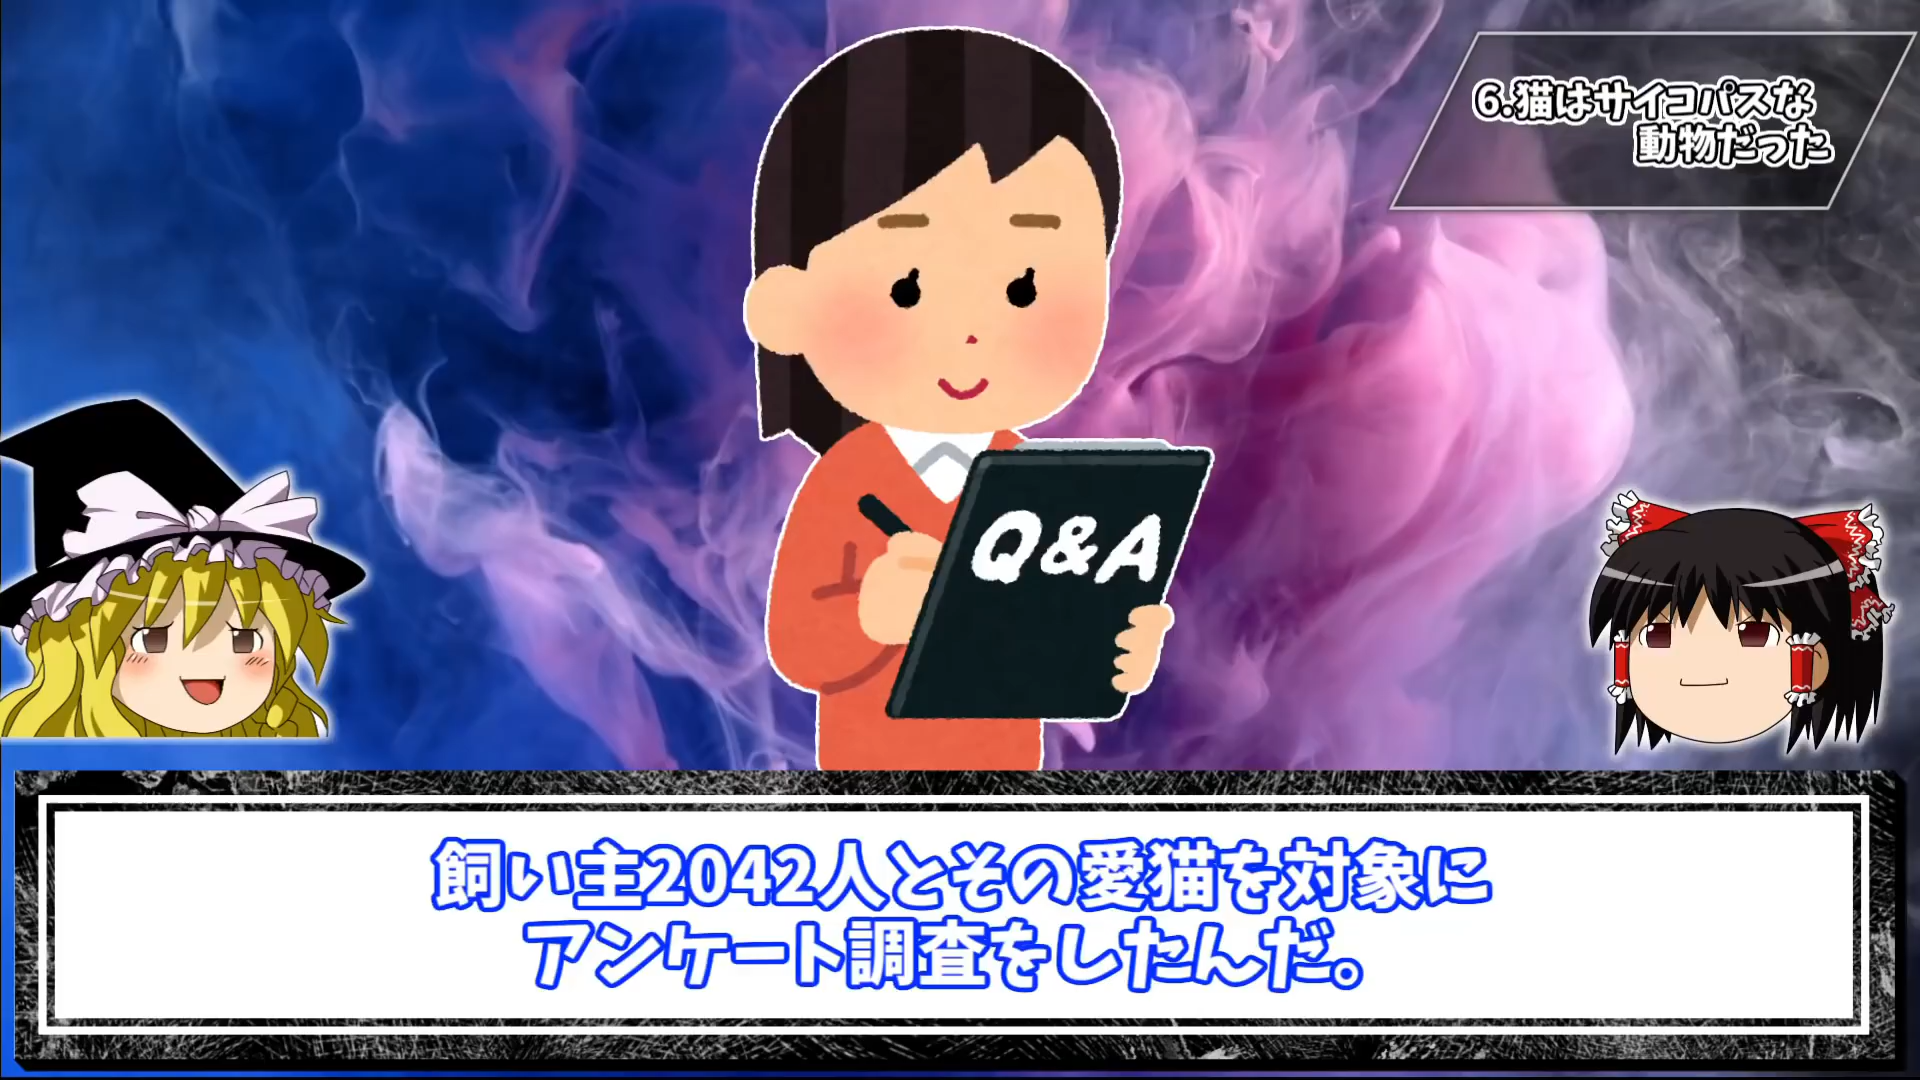 6.猫はサイコパスな
動物だった
Q&A
飼い主2042人とその愛猫を対象に
アンケート調査をしたんだ。